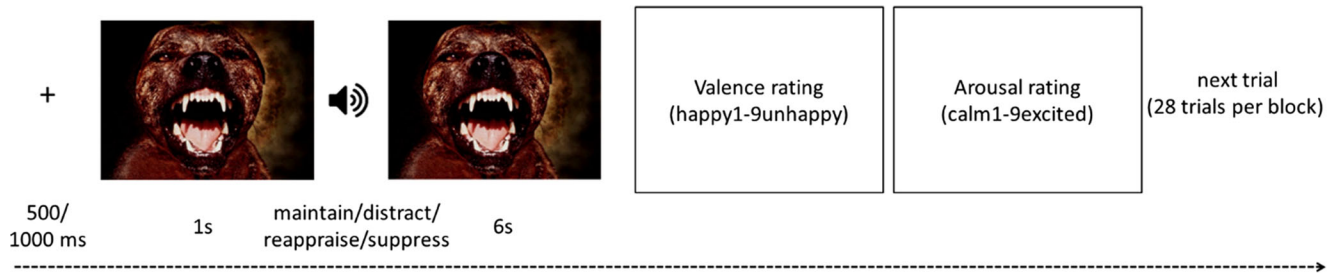 +
Valence rating
(happy1-9unhappy)
Arousal rating
(calm1-9excited)
next trial
(28 trials per block)
500/
1000 ms
1s
maintain/distract/
reappraise/suppress
6s